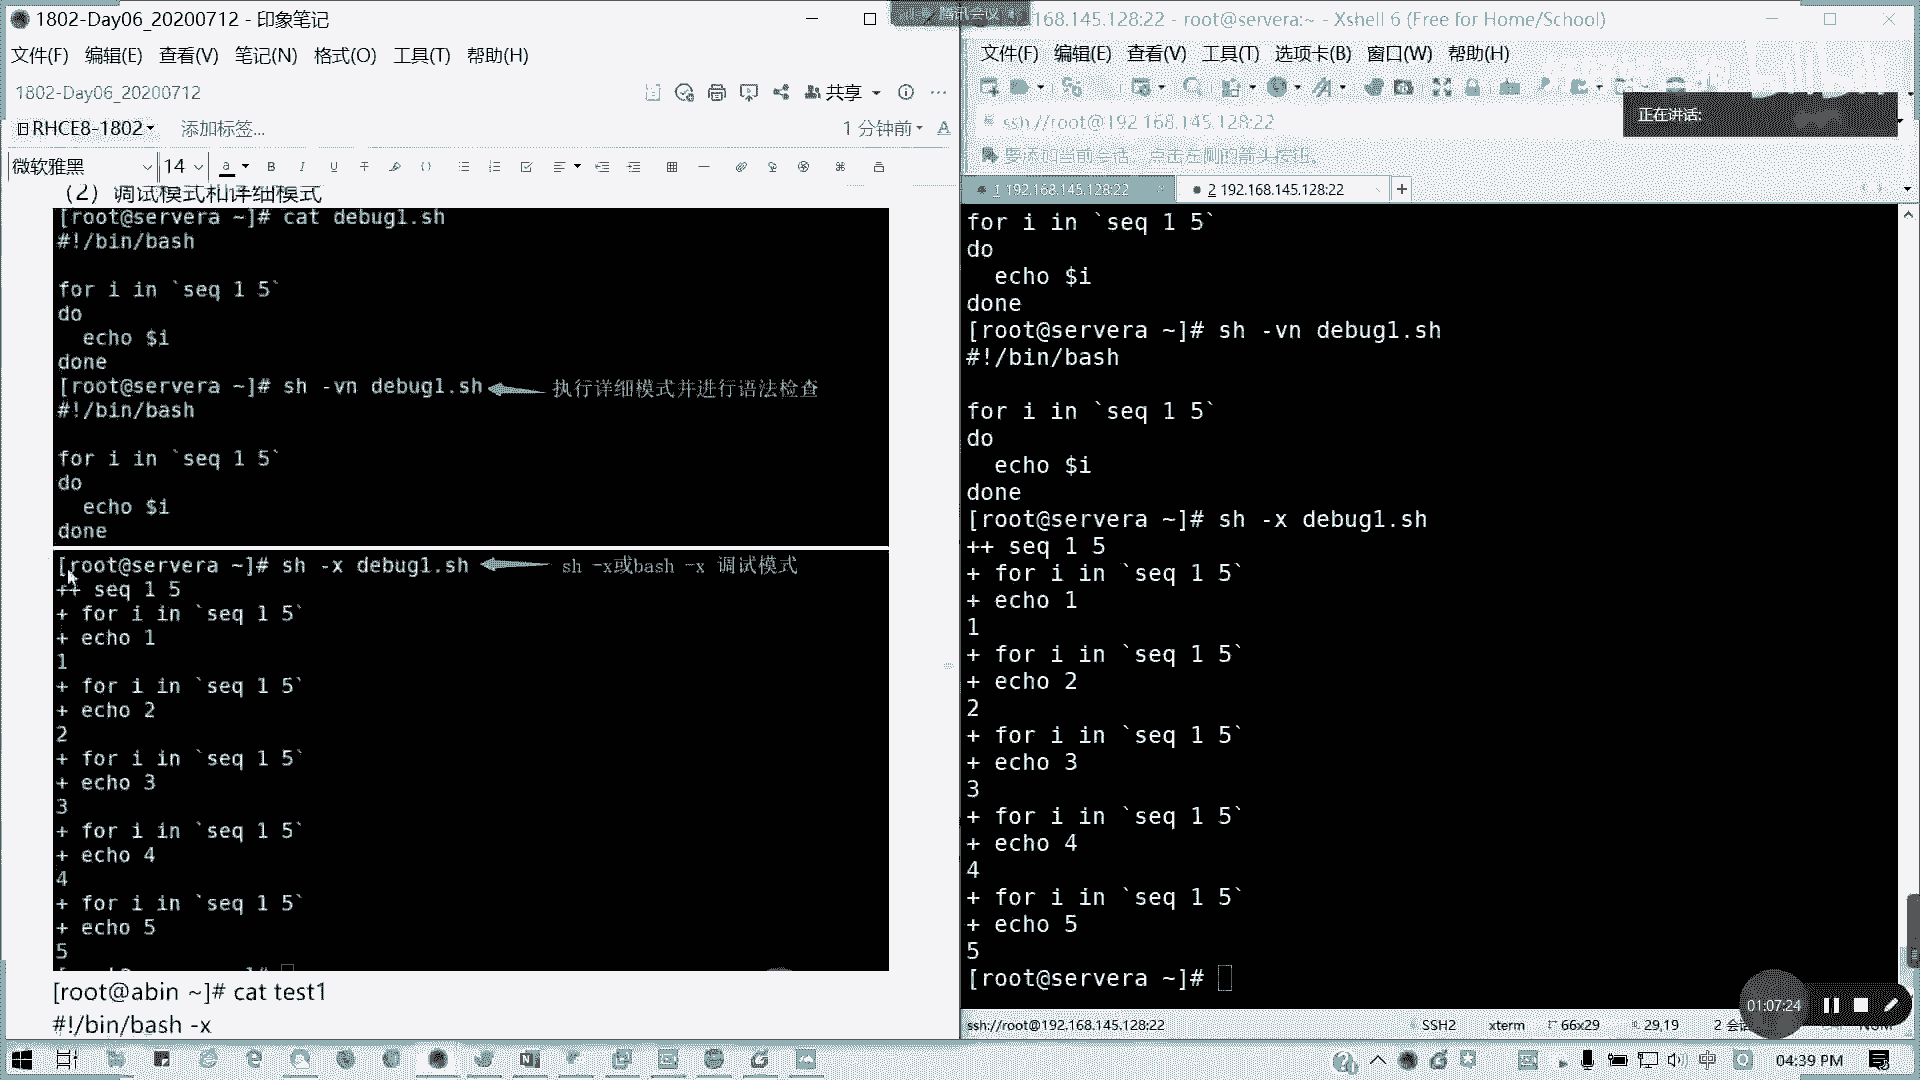 1802-Day06_20200712 - 印象笔记
文件(F) 编辑(E) 查看(V) 笔记(N) 格式(O) 工具(T) 帮助(H)
1802-Day06_20200712
共享
RHCE8-1802 添加标签...
1 分钟前
微软雅黑 14
（2）调试模式和详细模式
[root@servera ~]# cat debug1.sh
#!/bin/bash
for i in `seq 1 5`
do
  echo $i
done
[root@servera ~]# sh -vn debug1.sh 执行详细模式并进行语法检查
#!/bin/bash
for i in `seq 1 5`
do
  echo $i
done
[root@servera ~]# sh -x debug1.sh sh -x或bash -x 调试模式
++ seq 1 5
+ for i in `seq 1 5`
+ echo 1
1
+ for i in `seq 1 5`
+ echo 2
2
+ for i in `seq 1 5`
+ echo 3
3
+ for i in `seq 1 5`
+ echo 4
4
+ for i in `seq 1 5`
+ echo 5
5
[root@abin ~]# cat test1
#!/bin/bash -x
腾讯会议
168.145.128:22 - root@servera:~ - Xshell 6 (Free for Home/School)
文件(F) 编辑(E) 查看(V) 工具(T) 选项卡(B) 窗口(W) 帮助(H)
正在讲话:
ssh://root@192.168.145.128:22
要添加当前会话，点击左侧的箭头按钮。
1 192.168.145.128:22
2 192.168.145.128:22
for i in `seq 1 5`
do
  echo $i
done
[root@servera ~]# sh -vn debug1.sh
#!/bin/bash
for i in `seq 1 5`
do
  echo $i
done
[root@servera ~]# sh -x debug1.sh
++ seq 1 5
+ for i in `seq 1 5`
+ echo 1
1
+ for i in `seq 1 5`
+ echo 2
2
+ for i in `seq 1 5`
+ echo 3
3
+ for i in `seq 1 5`
+ echo 4
4
+ for i in `seq 1 5`
+ echo 5
5
[root@servera ~]#
01:07:24
ssh://root@192.168.145.128:22 SSH2 xterm 66x29 29,19
中
04:39 PM